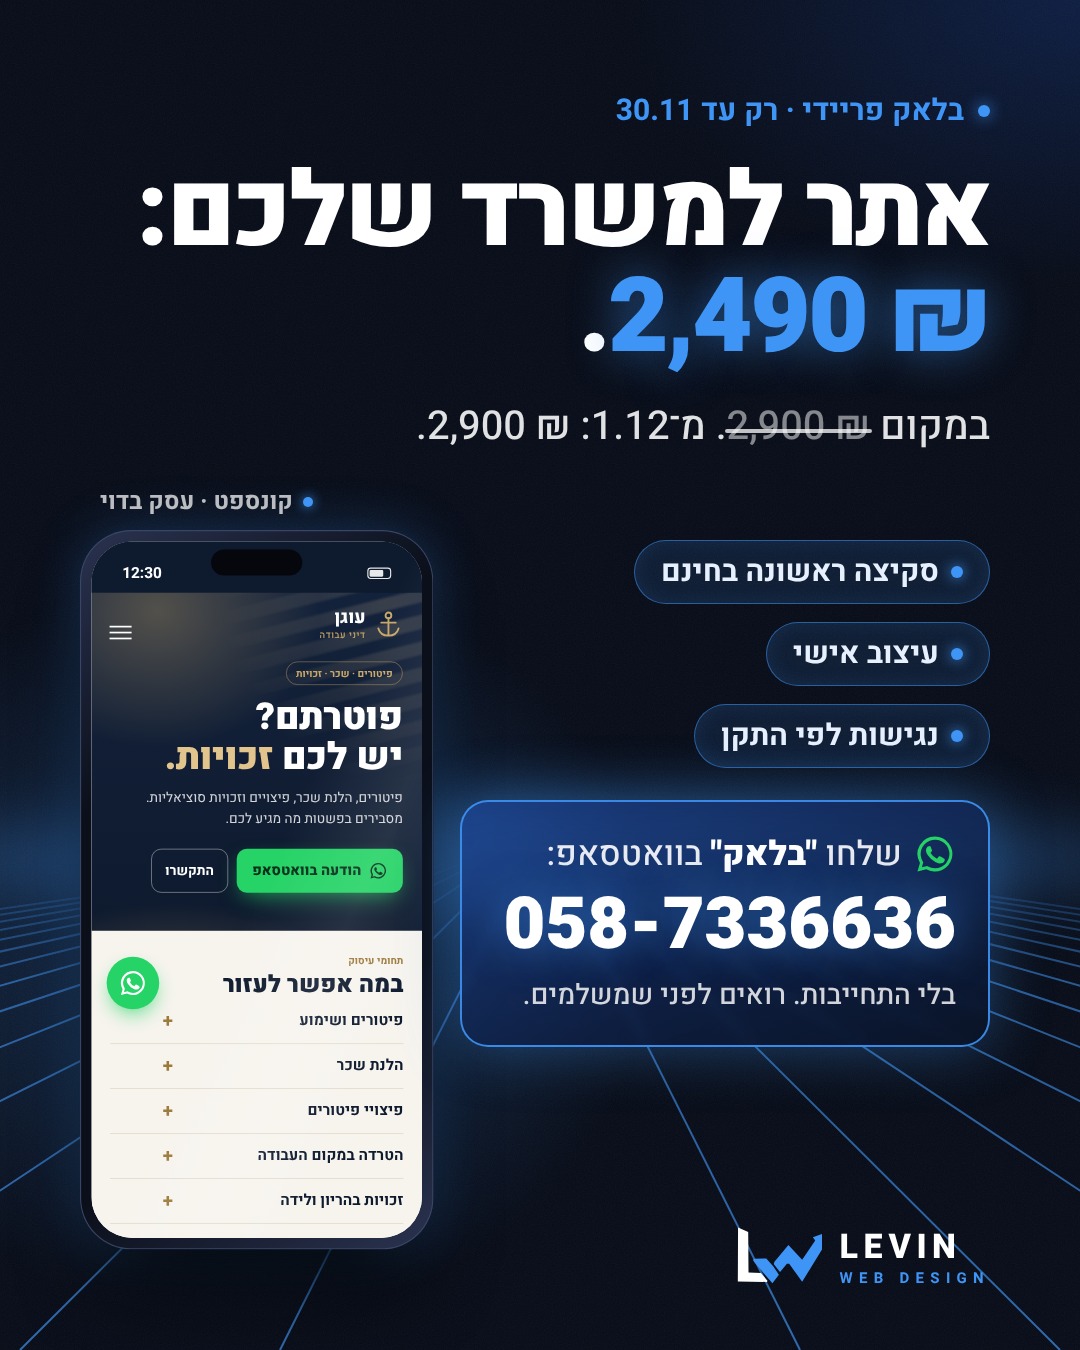 בלאק פריידי · רק עד 30.11
אתר למשרד שלכם:
₪ 2,490.
במקום ₪ 2,900. מ־1.12: ₪ 2,900.
קונספט · עסק בדוי
סקיצה ראשונה בחינם
עיצוב אישי
נגישות לפי התקן
שלחו "בלאק" בוואטסאפ:
058-7336636
בלי התחייבות. רואים לפני שמשלמים.
12:30
עוגן
דיני עבודה
פיטורים · שכר · זכויות
פוטרתם?
יש לכם זכויות.
פיטורים, הלנת שכר, פיצויים וזכויות סוציאליות.
מסבירים בפשטות מה מגיע לכם.
הודעה בוואטסאפ
התקשרו
תחומי עיסוק
במה אפשר לעזור
פיטורים ושימוע +
הלנת שכר +
פיצויי פיטורים +
הטרדה במקום העבודה +
זכויות בהריון ולידה +
LEVIN
WEB DESIGN